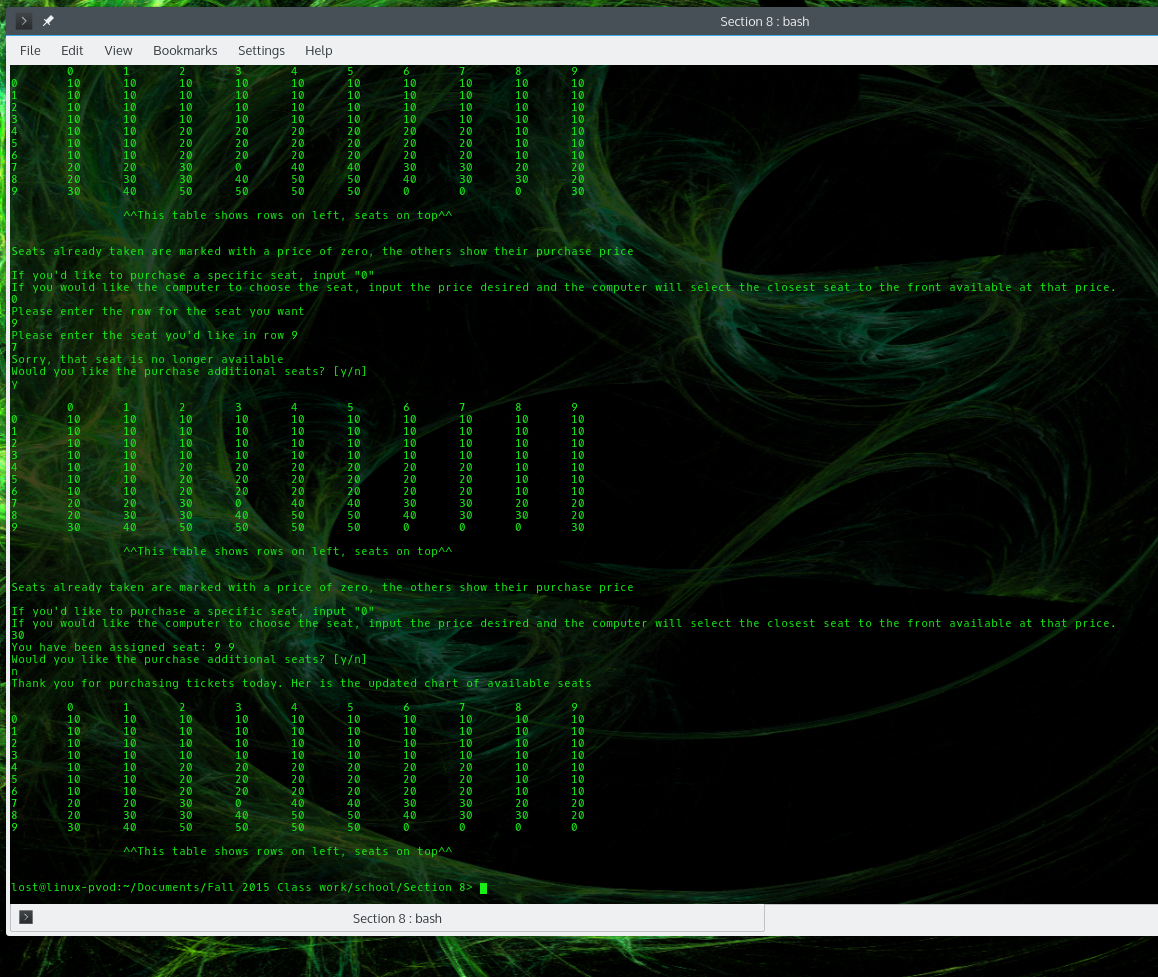 Section 8 : bash
File Edit View Bookmarks Settings Help
0 1 2 3 4 5 6 7 8 9
0 10 10 10 10 10 10 10 10 10 10
1 10 10 10 10 10 10 10 10 10 10
2 10 10 10 10 10 10 10 10 10 10
3 10 10 10 10 10 10 10 10 10 10
4 10 10 20 20 20 20 20 20 10 10
5 10 10 20 20 20 20 20 20 10 10
6 10 10 20 20 20 20 20 20 10 10
7 20 20 30 0 40 40 30 30 20 20
8 20 30 30 40 50 50 40 30 30 20
9 30 40 50 50 50 50 0 0 0 30
^^This table shows rows on left, seats on top^^
Seats already taken are marked with a price of zero, the others show their purchase price
If you'd like to purchase a specific seat, input "0"
If you would like the computer to choose the seat, input the price desired and the computer will select the closest seat to the front available at that price.
0
Please enter the row for the seat you want
9
Please enter the seat you'd like in row 9
7
Sorry, that seat is no longer available
Would you like the purchase additional seats? [y/n]
y
0 1 2 3 4 5 6 7 8 9
0 10 10 10 10 10 10 10 10 10 10
1 10 10 10 10 10 10 10 10 10 10
2 10 10 10 10 10 10 10 10 10 10
3 10 10 10 10 10 10 10 10 10 10
4 10 10 20 20 20 20 20 20 10 10
5 10 10 20 20 20 20 20 20 10 10
6 10 10 20 20 20 20 20 20 10 10
7 20 20 30 0 40 40 30 30 20 20
8 20 30 30 40 50 50 40 30 30 20
9 30 40 50 50 50 50 0 0 0 30
^^This table shows rows on left, seats on top^^
Seats already taken are marked with a price of zero, the others show their purchase price
If you'd like to purchase a specific seat, input "0"
If you would like the computer to choose the seat, input the price desired and the computer will select the closest seat to the front available at that price.
30
You have been assigned seat: 9 9
Would you like the purchase additional seats? [y/n]
n
Thank you for purchasing tickets today. Her is the updated chart of available seats
0 1 2 3 4 5 6 7 8 9
0 10 10 10 10 10 10 10 10 10 10
1 10 10 10 10 10 10 10 10 10 10
2 10 10 10 10 10 10 10 10 10 10
3 10 10 10 10 10 10 10 10 10 10
4 10 10 20 20 20 20 20 20 10 10
5 10 10 20 20 20 20 20 20 10 10
6 10 10 20 20 20 20 20 20 10 10
7 20 20 30 0 40 40 30 30 20 20
8 20 30 30 40 50 50 40 30 30 20
9 30 40 50 50 50 50 0 0 0 0
^^This table shows rows on left, seats on top^^
lost@linux-pvod:~/Documents/Fall 2015 Class work/school/Section 8>
Section 8 : bash